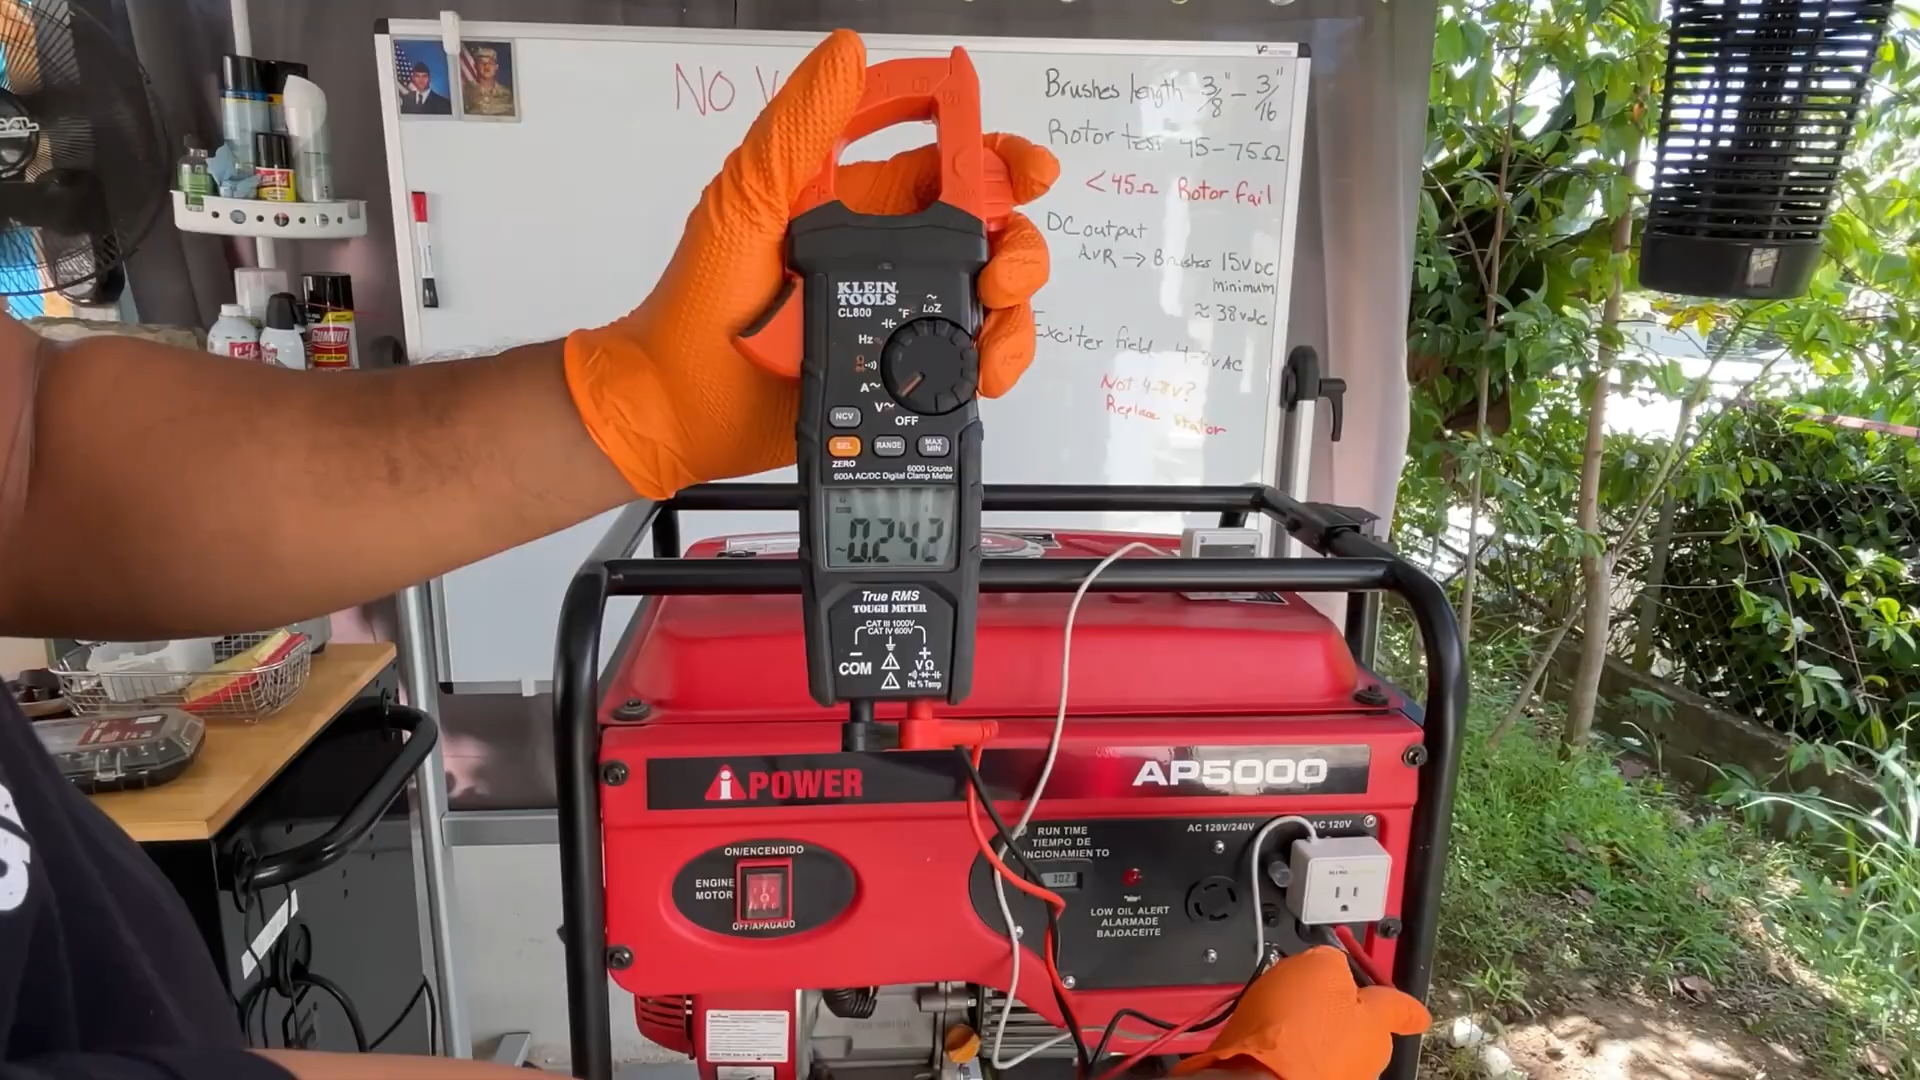 NO
Brushes length 3/8" - 3/16"
Rotor test 45-75Ω
<45Ω Rotor fail
DC output
AVR → Brushes 15VDC
minimum
≈ 38vdc
Exciter field 4-8vAC
Not 4-8v?
Replace stator
KLEIN
TOOLS
CL800
°F
LoZ
Hz
Ω
A~
V~
OFF
NCV
SEL
RANGE
MAX
MIN
ZERO
6000 Counts
600A AC/DC Digital Clamp Meter
~0.242
True RMS
TOUGH METER
CAT III 1000V
CAT IV 600V
COM
VΩ
Hz % Temp
GUMOUT
iPOWER
AP5000
ON/ENCENDIDO
ENGINE
MOTOR
OFF/APAGADO
RUN TIME
TIEMPO DE
UNCIONAMIENTO
AC 120V/240V
AC 120V
LOW OIL ALERT
ALARMADE
BAJOACEITE